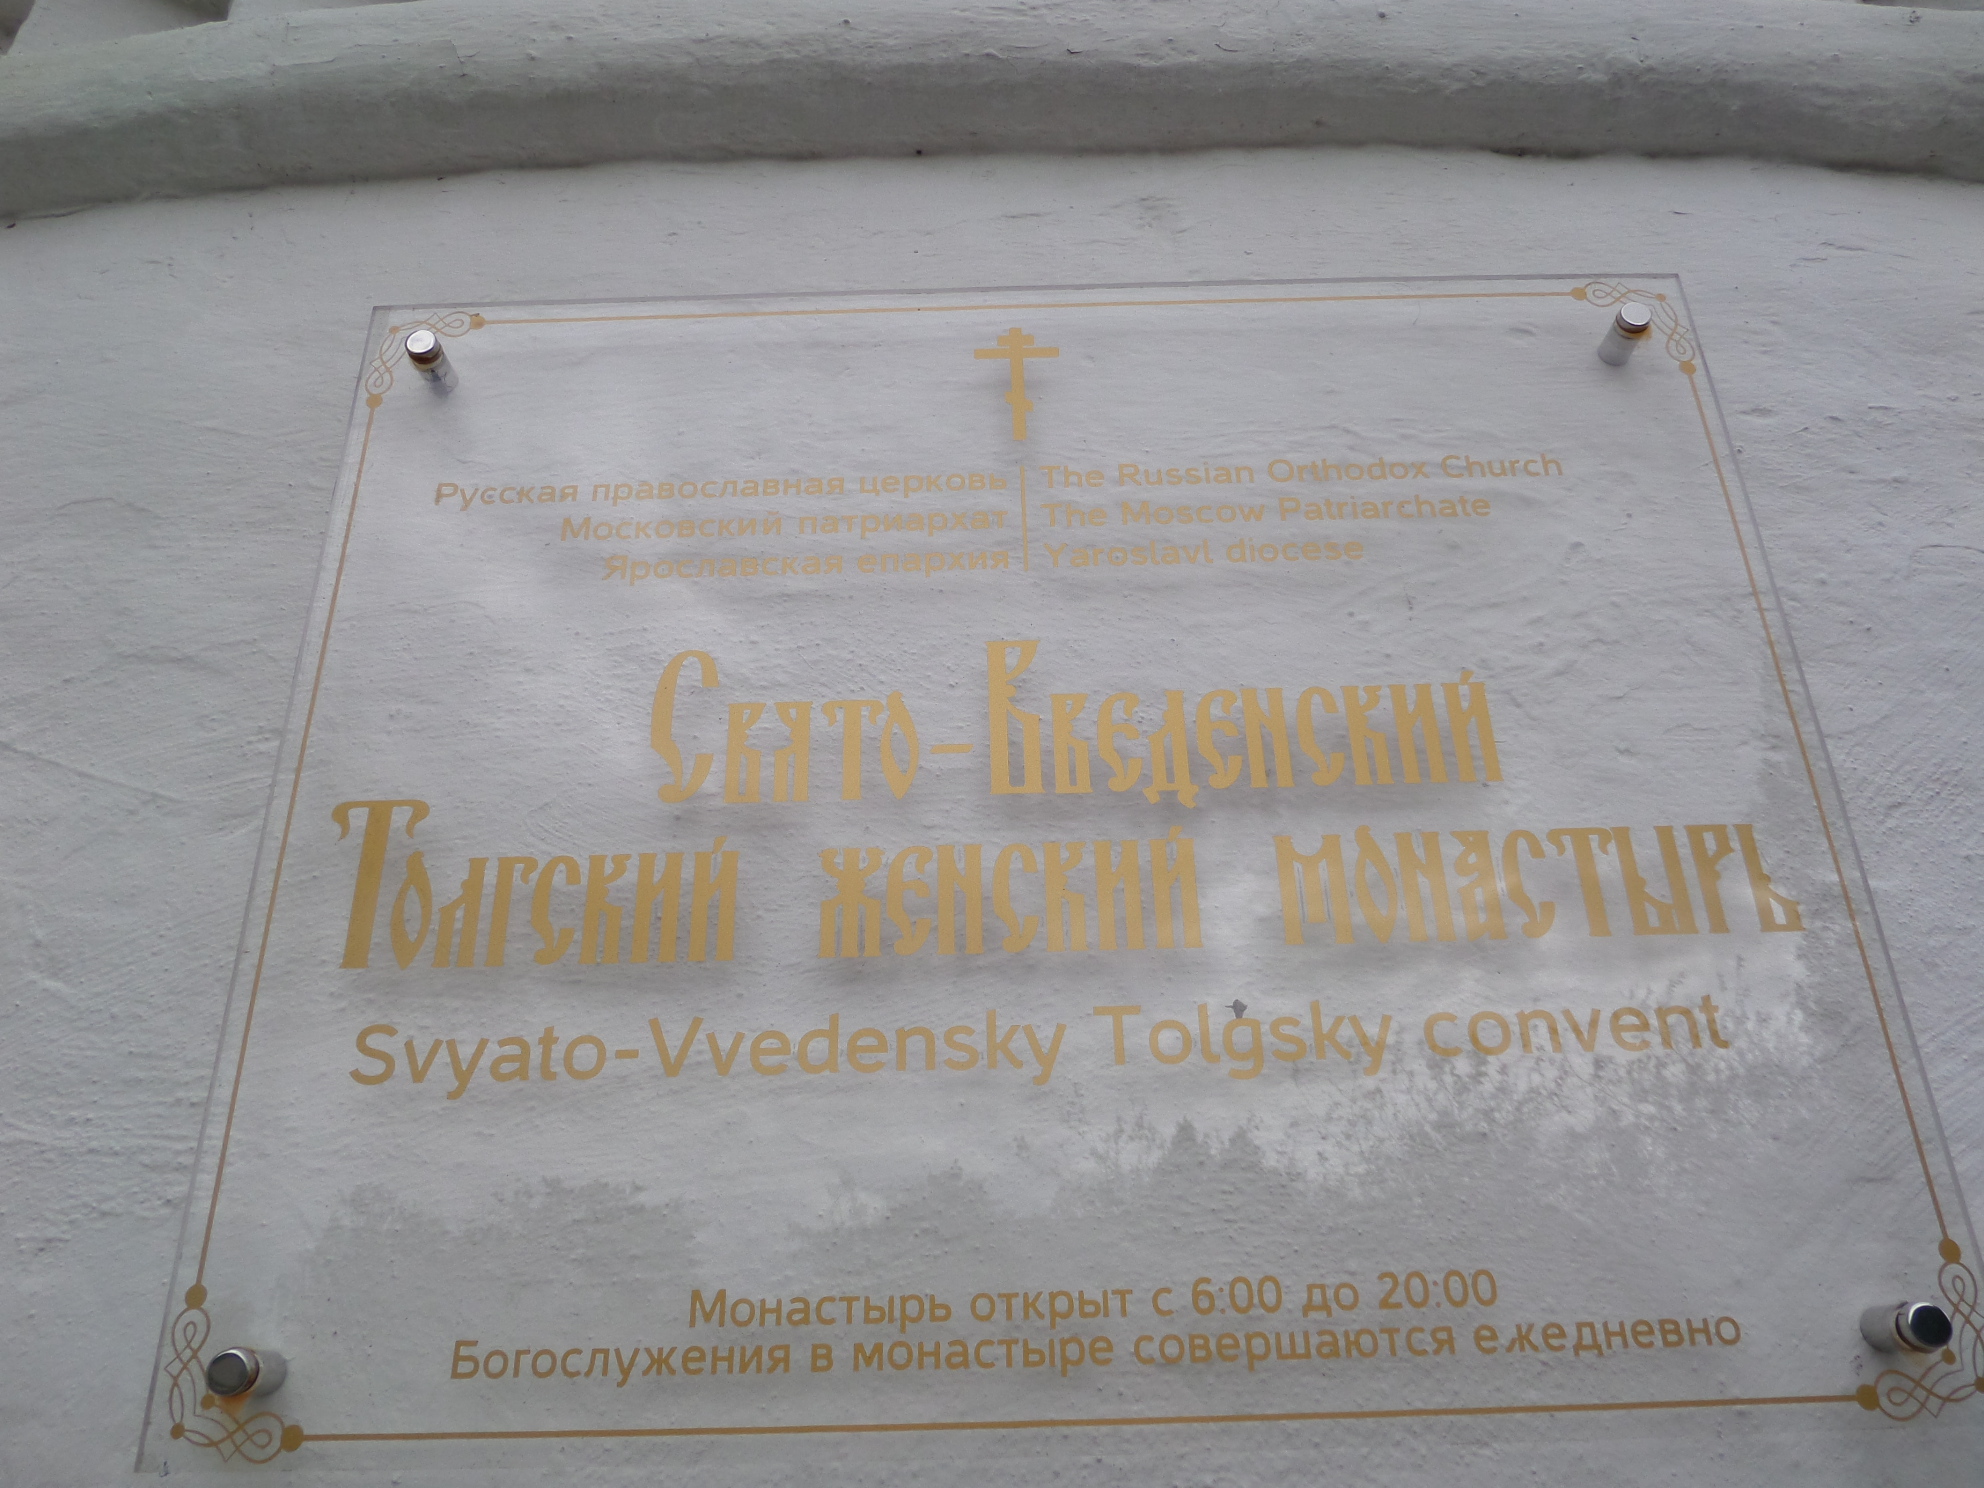 Русская православная церковь
Московский патриархат
Ярославская епархия
The Russian Orthodox Church
The Moscow Patriarchate
Yaroslavl diocese
Свято-Введенский
Толгский женский монастырь
Svyato-Vvedensky Tolgsky convent
Монастырь открыт с 6:00 до 20:00
Богослужения в монастыре совершаются ежедневно